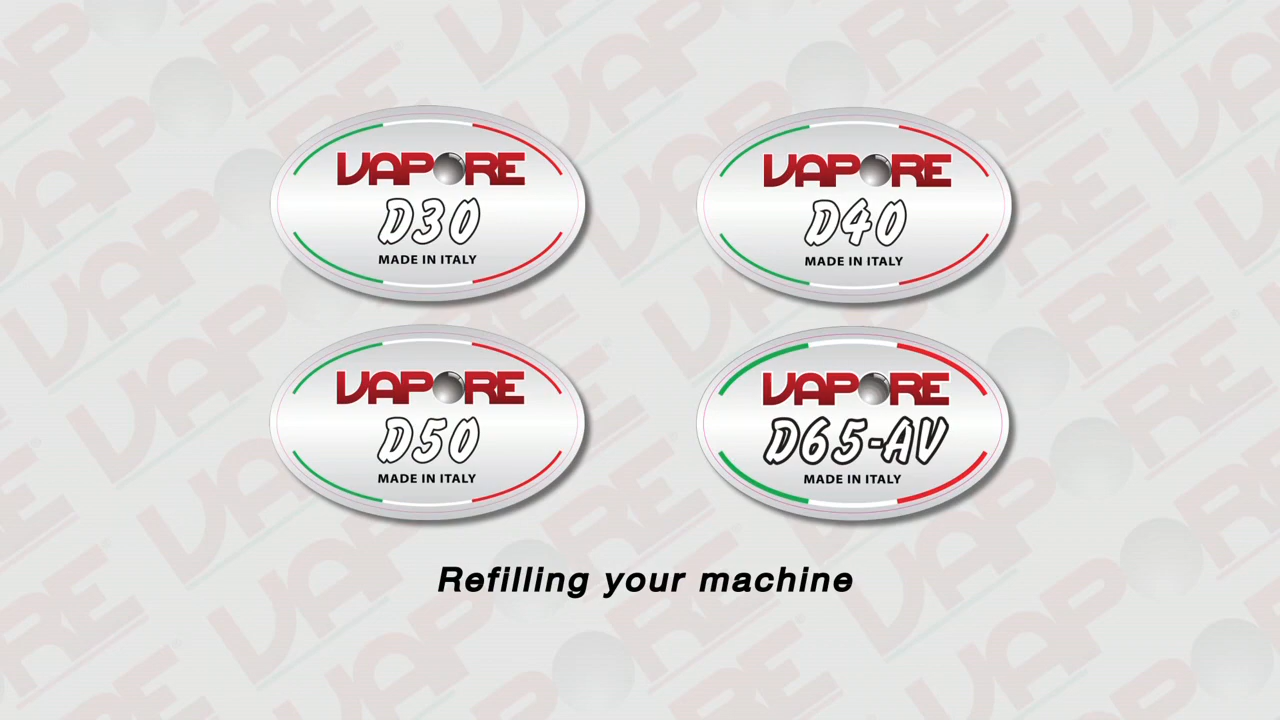 VAPORE
D30
MADE IN ITALY
VAPORE
D40
MADE IN ITALY
VAPORE
D50
MADE IN ITALY
VAPORE
D65-AV
MADE IN ITALY
Refilling your machine